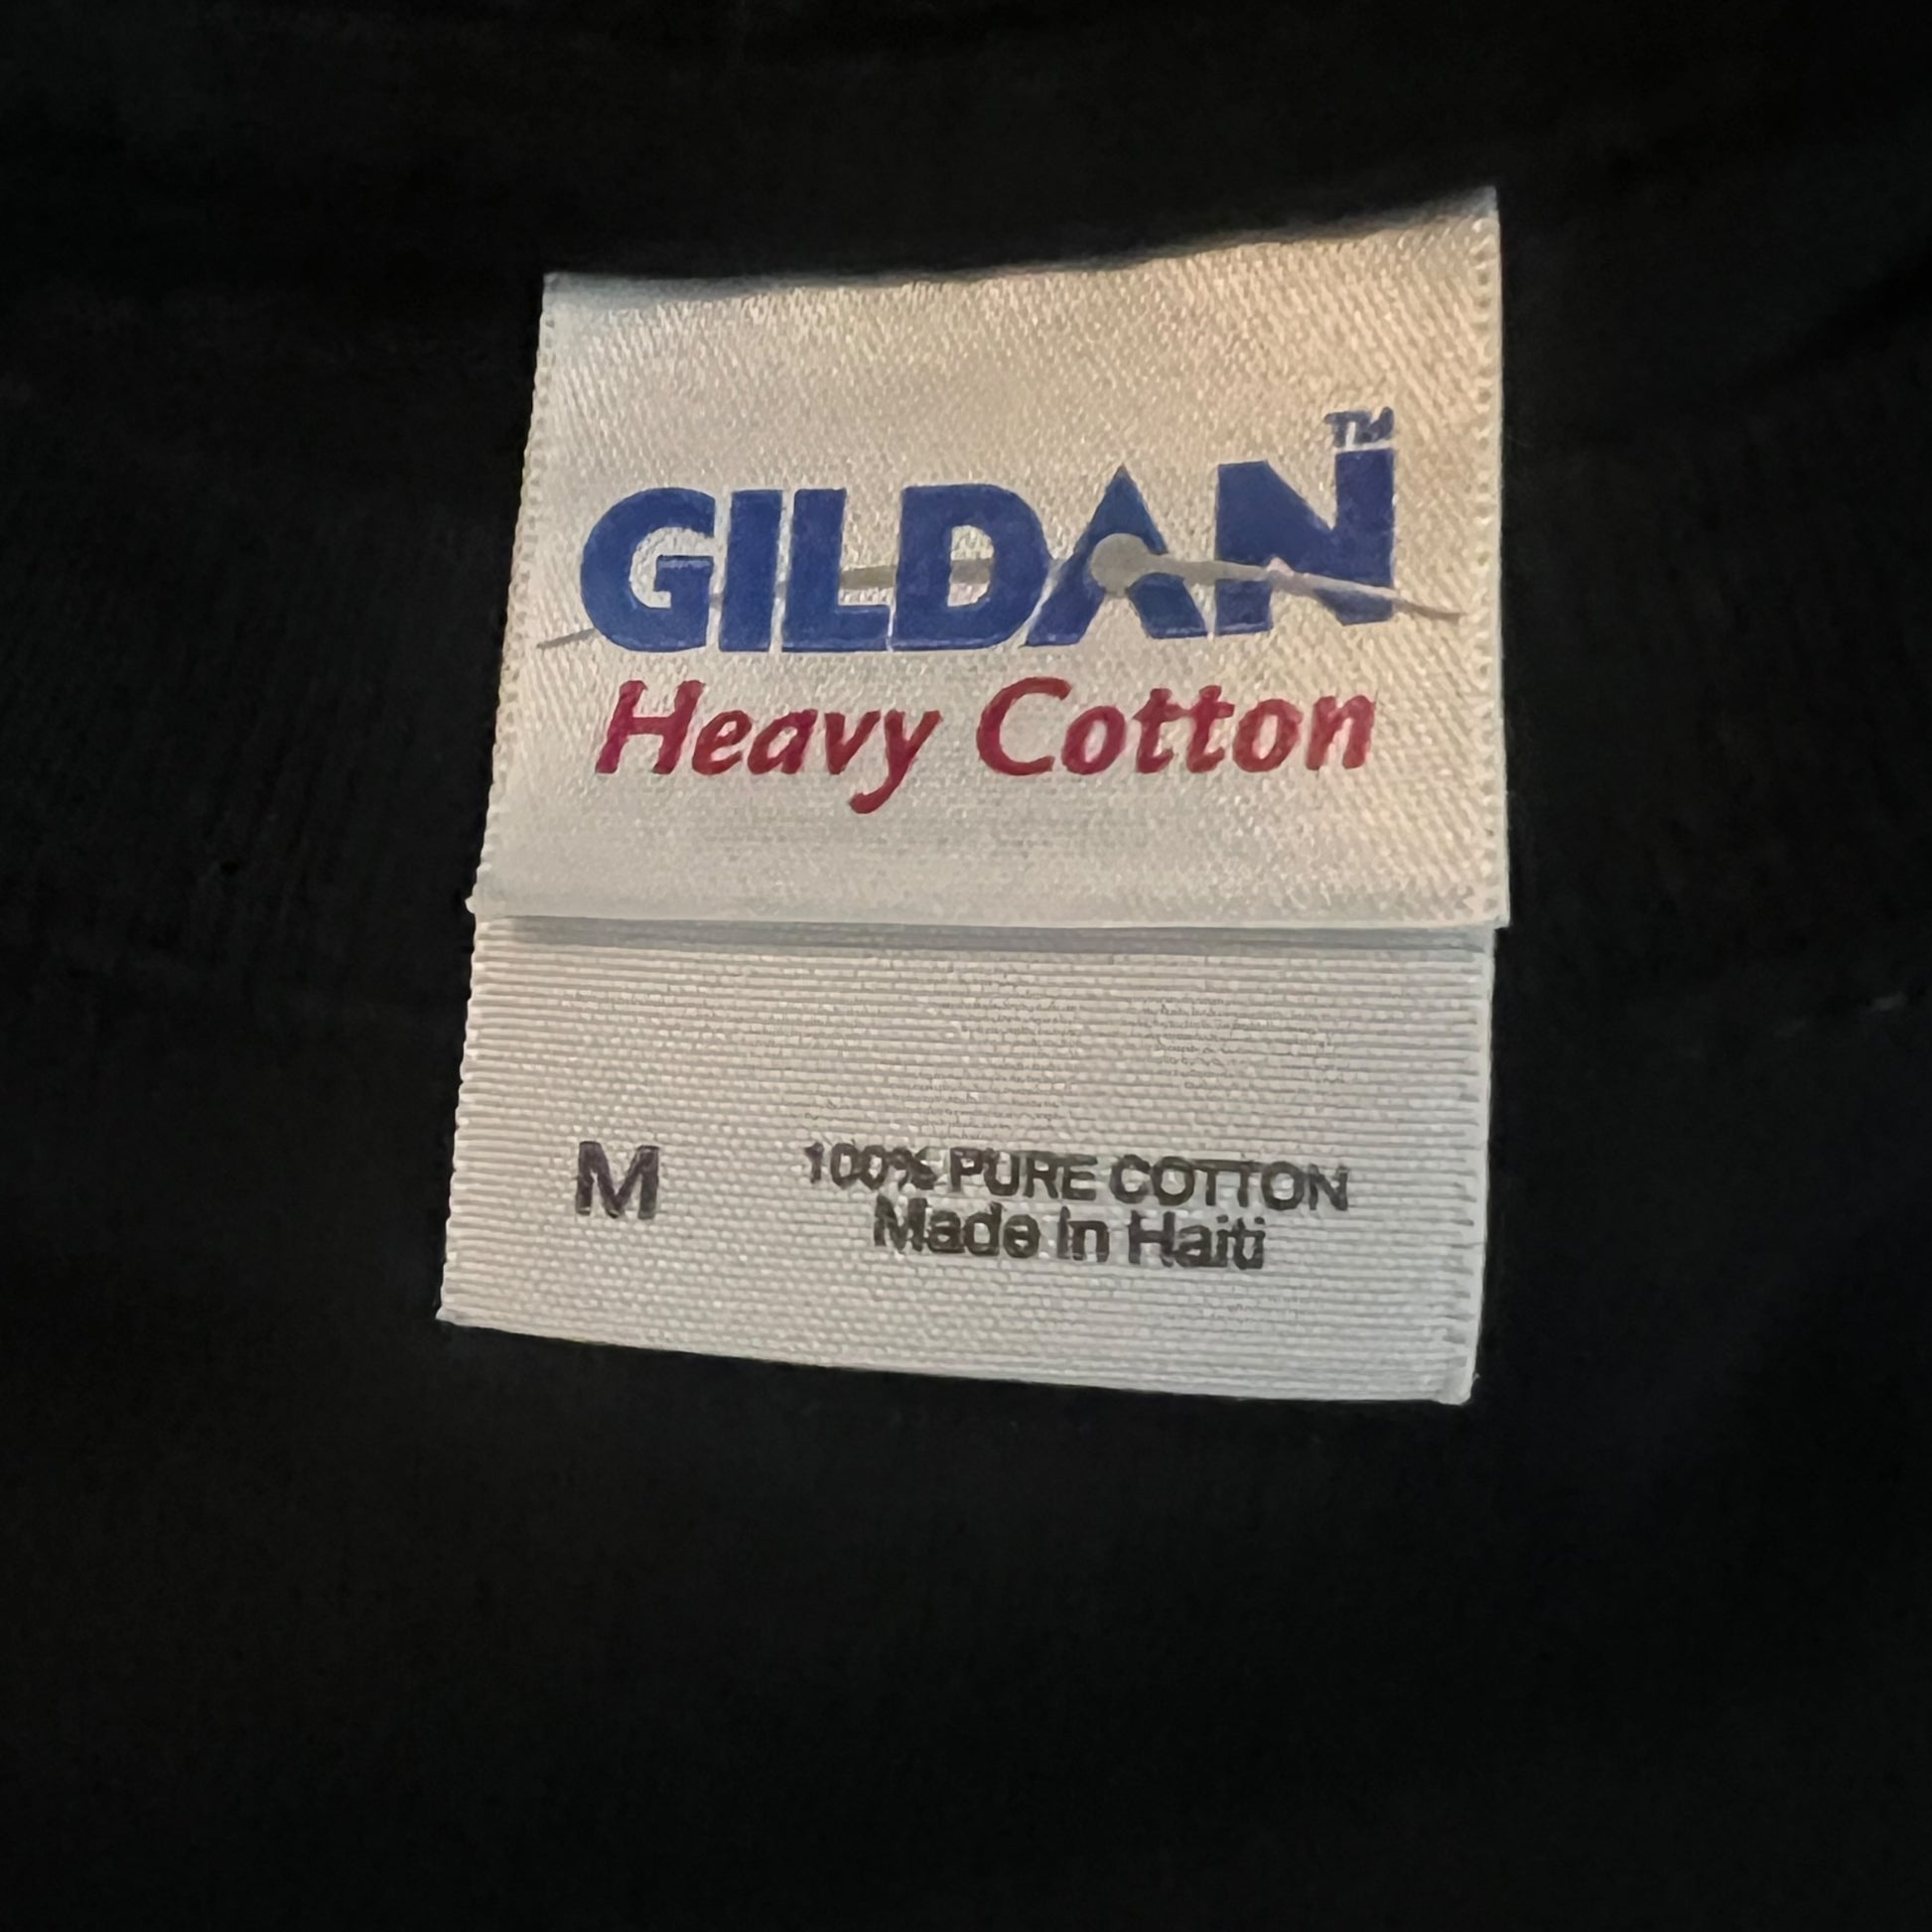 GILDAN™
Heavy Cotton
M
100% PURE COTTON
Made in Haiti